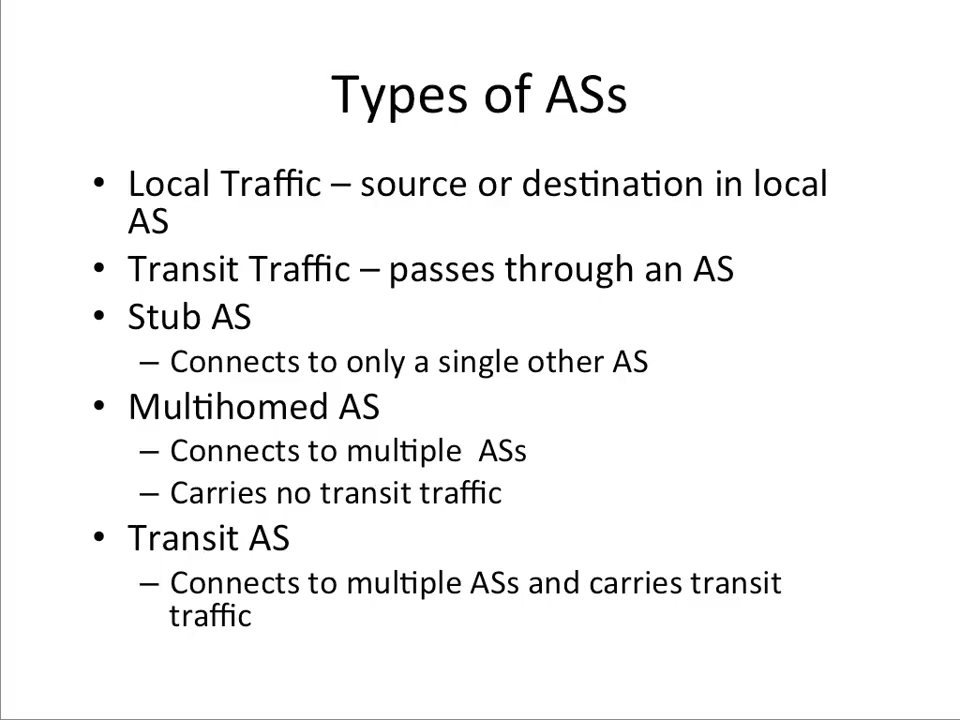 Types of ASs
• Local Traffic – source or destination in local
AS
• Transit Traffic – passes through an AS
• Stub AS
– Connects to only a single other AS
• Multihomed AS
– Connects to multiple  ASs
– Carries no transit traffic
• Transit AS
– Connects to multiple ASs and carries transit
traffic